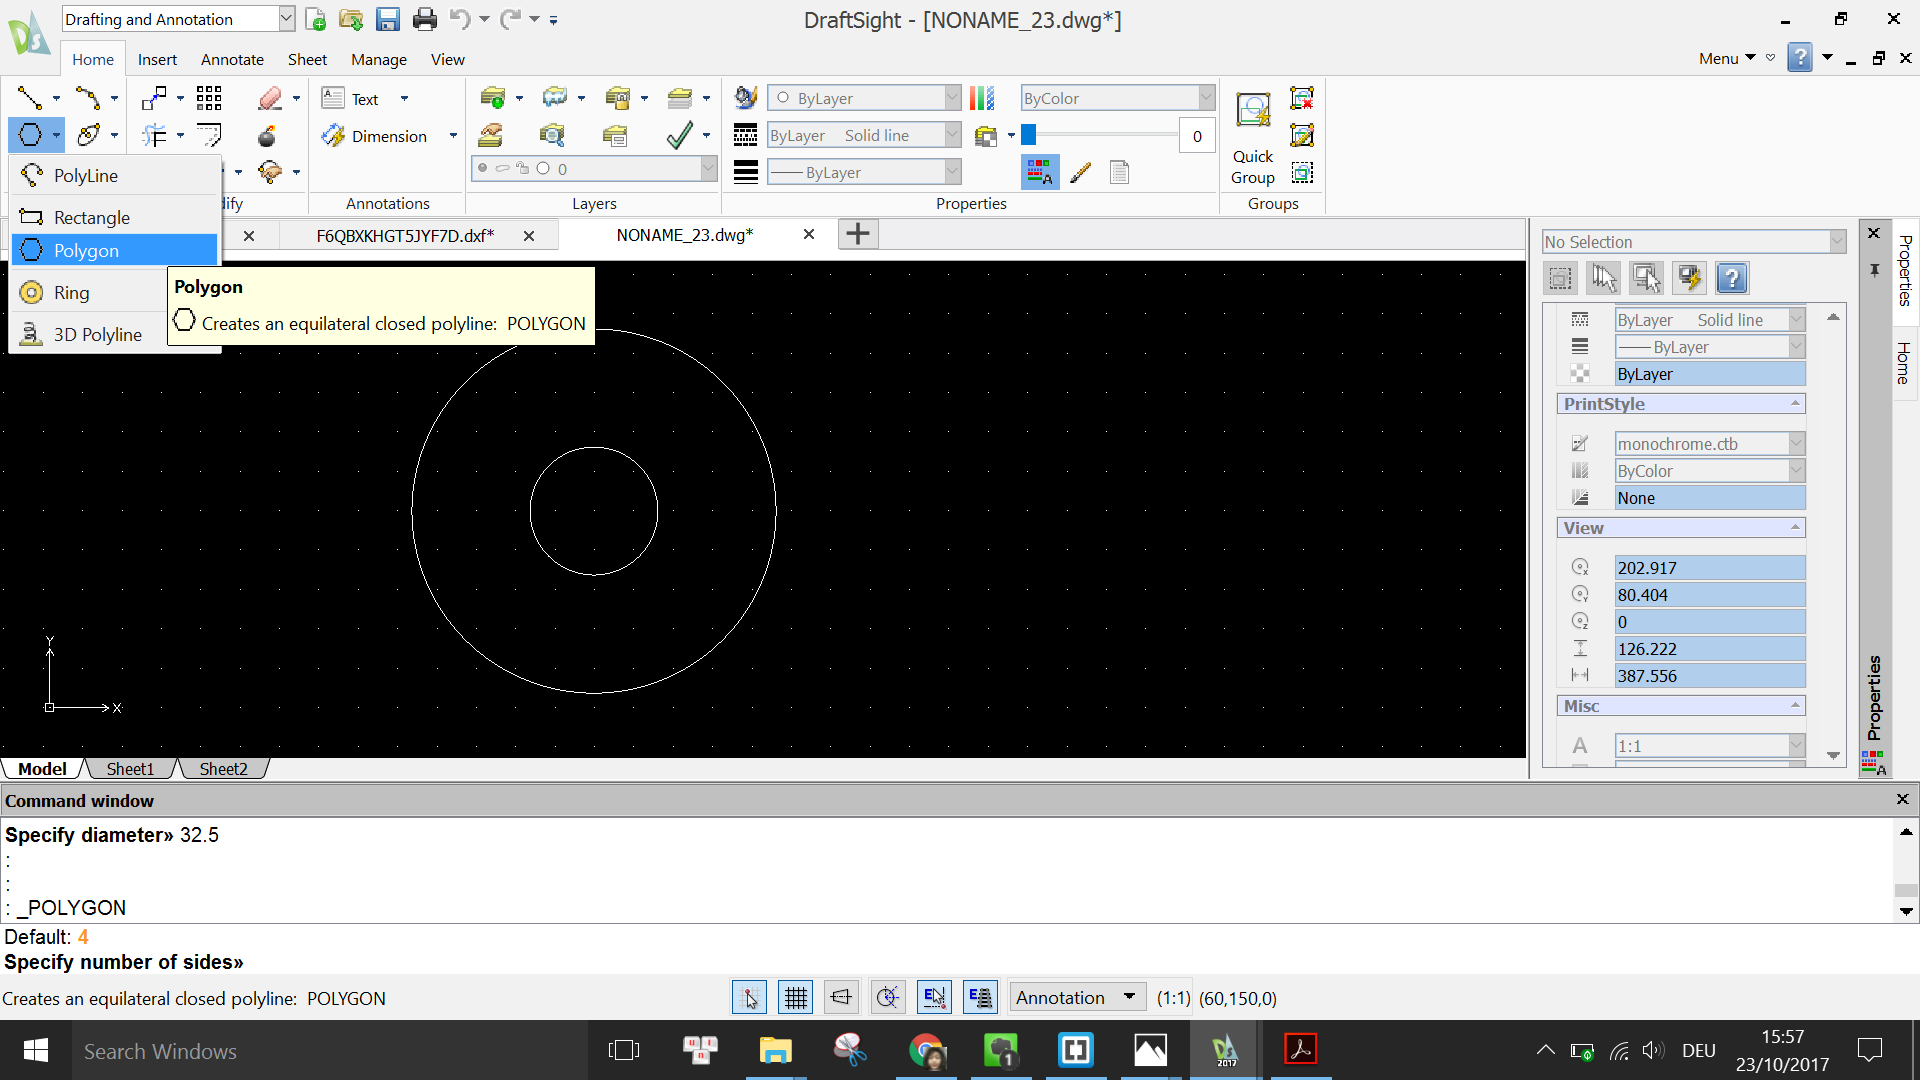 Drafting and Annotation
DraftSight - [NONAME_23.dwg*]
Home Insert Annotate Sheet Manage View
Menu
Text
Dimension
ByLayer
ByColor
ByLayer Solid line
0
ByLayer
0
Quick
Group
PolyLine
Rectangle
Polygon
Ring
3D Polyline
dify
Annotations
Layers
Properties
Groups
F6QBXKHGT5JYF7D.dxf*
NONAME_23.dwg*
Polygon
Creates an equilateral closed polyline: POLYGON
Y
X
Model Sheet1 Sheet2
No Selection
ByLayer Solid line
ByLayer
ByLayer
PrintStyle
monochrome.ctb
ByColor
None
View
202.917
80.404
0
126.222
387.556
Misc
1:1
Properties
Home
Properties
Command window
Specify diameter» 32.5
:
:
: _POLYGON
Default: 4
Specify number of sides»
Creates an equilateral closed polyline: POLYGON
Annotation (1:1) (60,150,0)
Search Windows
DEU
15:57
23/10/2017